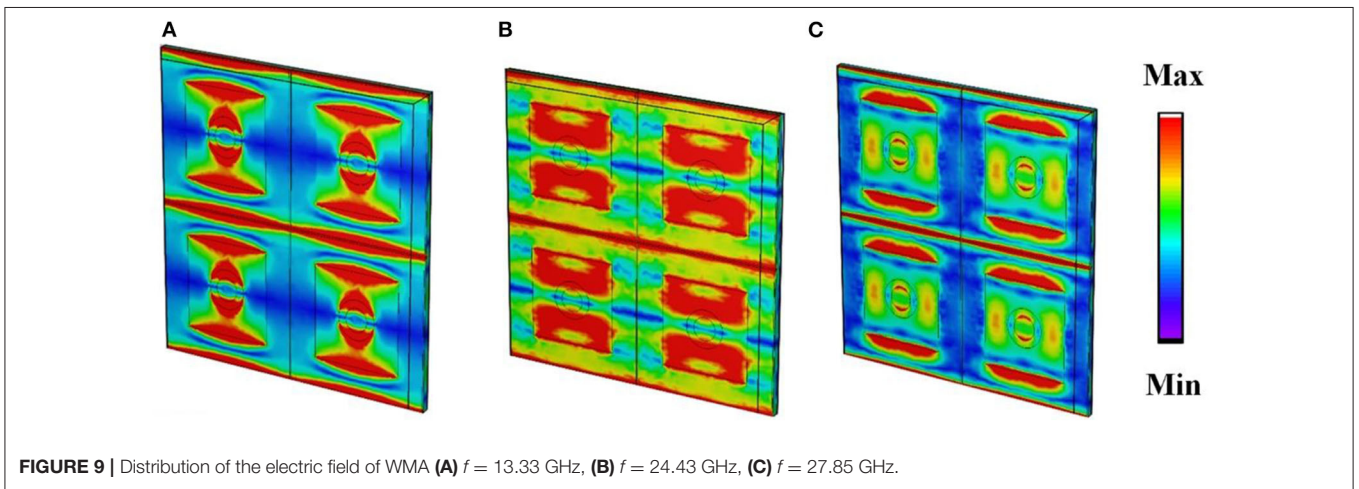 A
B
C
Max
Min
FIGURE 9 | Distribution of the electric field of WMA (A) f = 13.33 GHz, (B) f = 24.43 GHz, (C) f = 27.85 GHz.